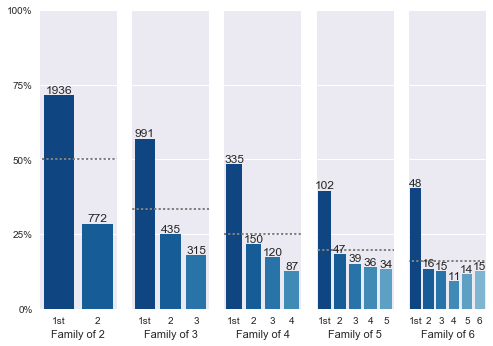 100%
75%
50%
25%
0%
1936
772
991
435
315
335
150
120
87
102
47
39
36
34
48
16
15
11
14
15
1st 2
1st 2 3
1st 2 3 4
1st 2 3 4 5
1st 2 3 4 5 6
Family of 2
Family of 3
Family of 4
Family of 5
Family of 6